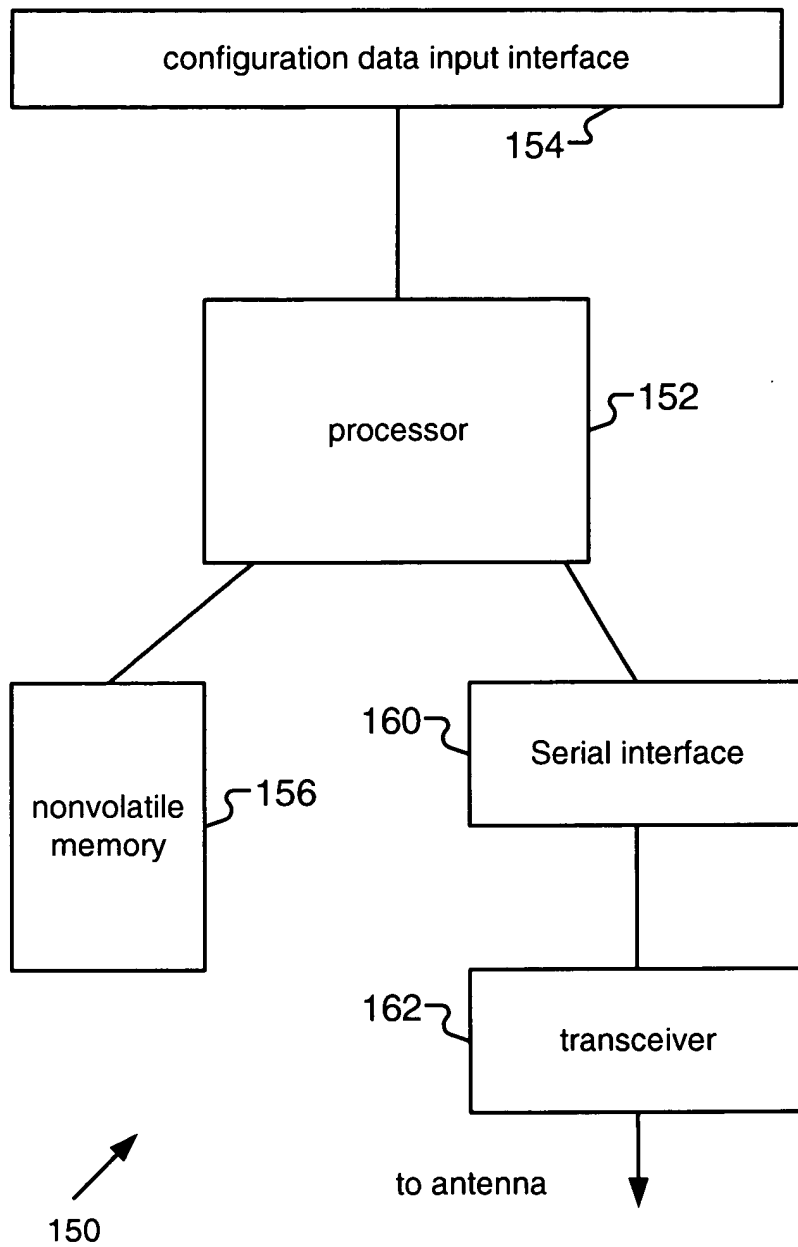 configuration data input interface
154
processor
152
160
Serial interface
nonvolatile
memory
156
162
transceiver
to antenna
150